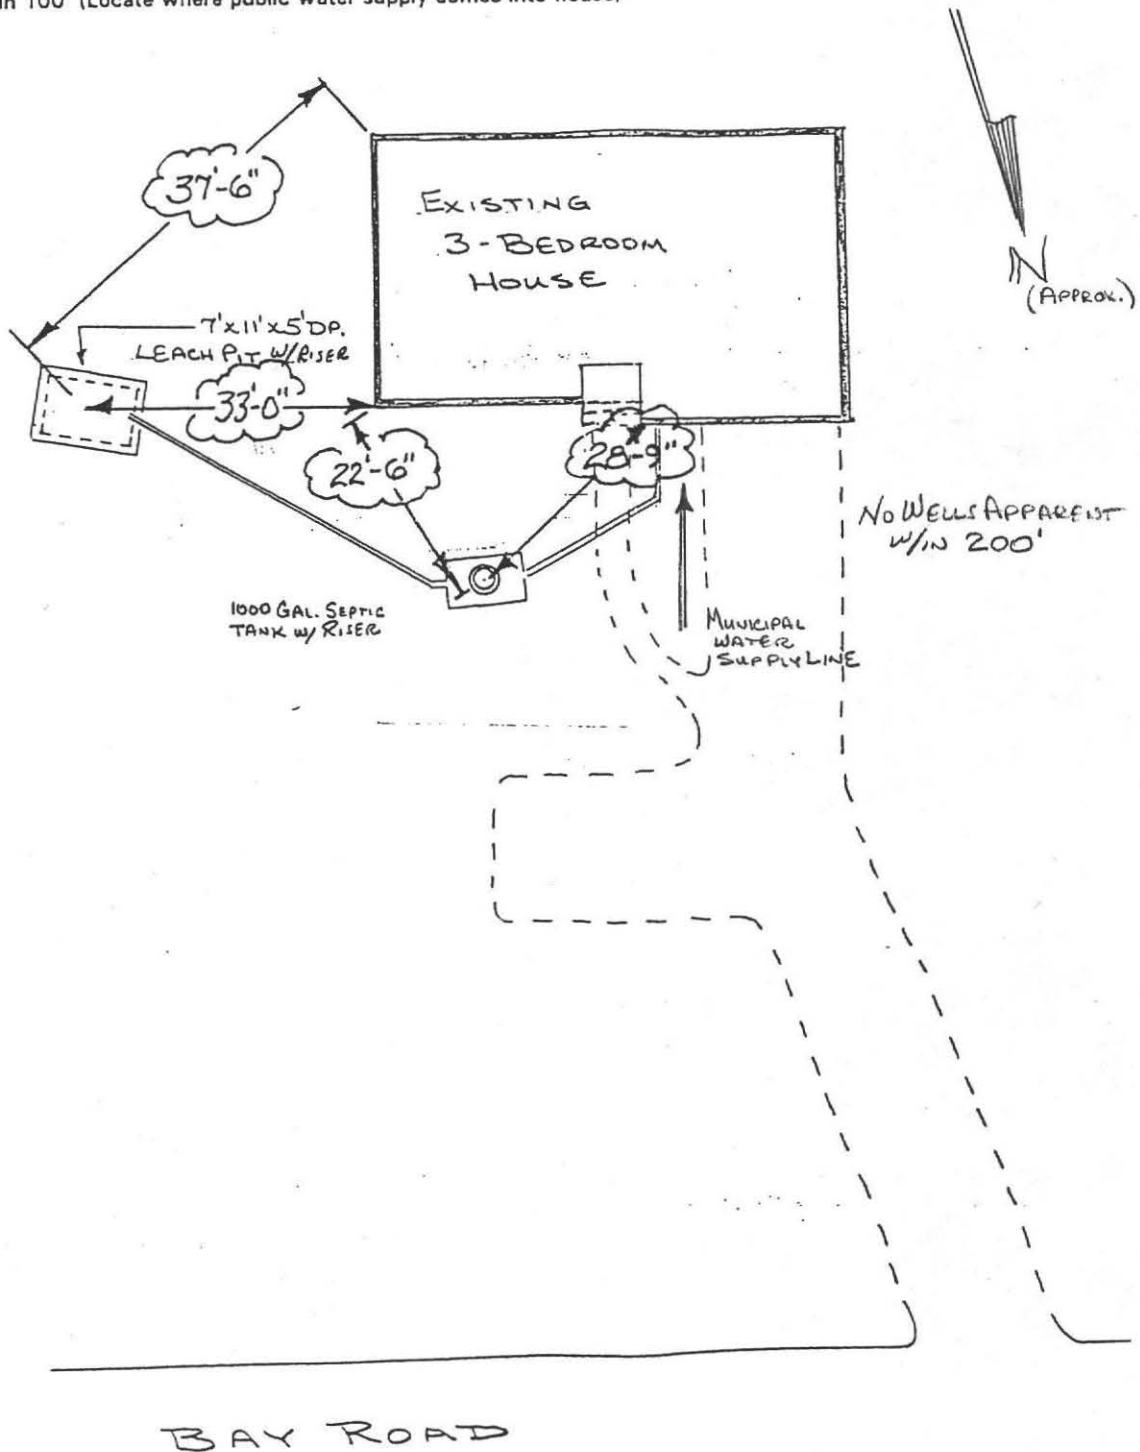 in 100' (Locate where public water supply comes into house)
37'-6"
EXISTING
3-BEDROOM
HOUSE
N
(APPROX.)
7'x11'x5' DP.
LEACH PIT W/RISER
33'-0"
22'-6"
28'-9"
NO WELLS APPARENT
W/IN 200'
1000 GAL. SEPTIC
TANK W/ RISER
MUNICIPAL
WATER
SUPPLY LINE
BAY ROAD